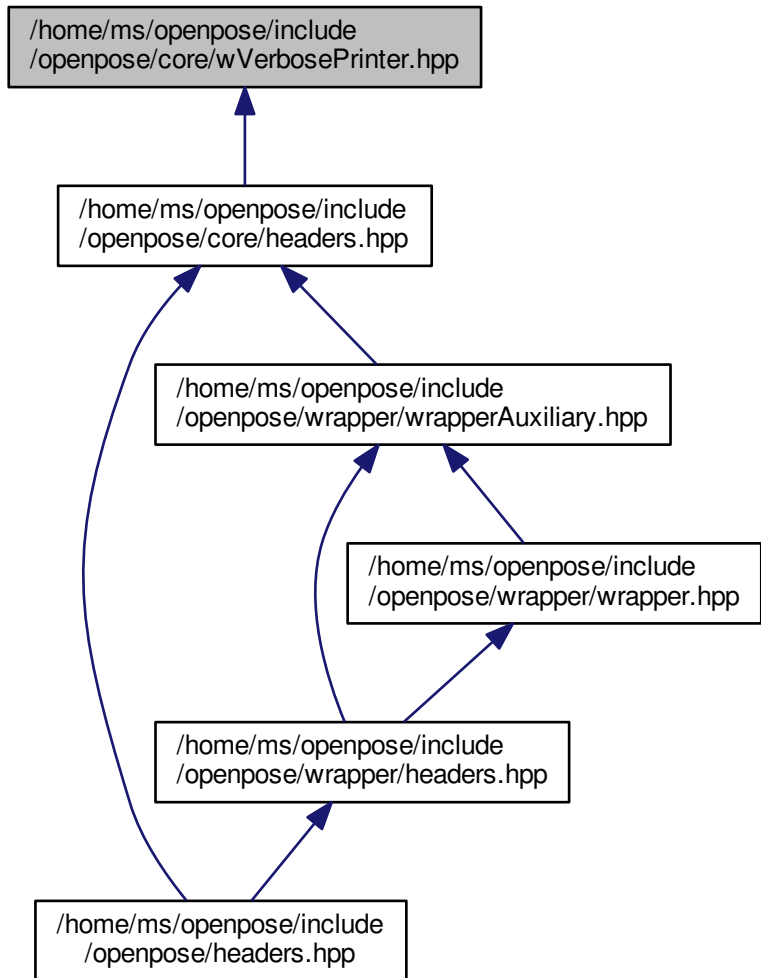 /home/ms/openpose/include
/openpose/core/wVerbosePrinter.hpp
/home/ms/openpose/include
/openpose/core/headers.hpp
/home/ms/openpose/include
/openpose/wrapper/wrapperAuxiliary.hpp
/home/ms/openpose/include
/openpose/wrapper/wrapper.hpp
/home/ms/openpose/include
/openpose/wrapper/headers.hpp
/home/ms/openpose/include
/openpose/headers.hpp